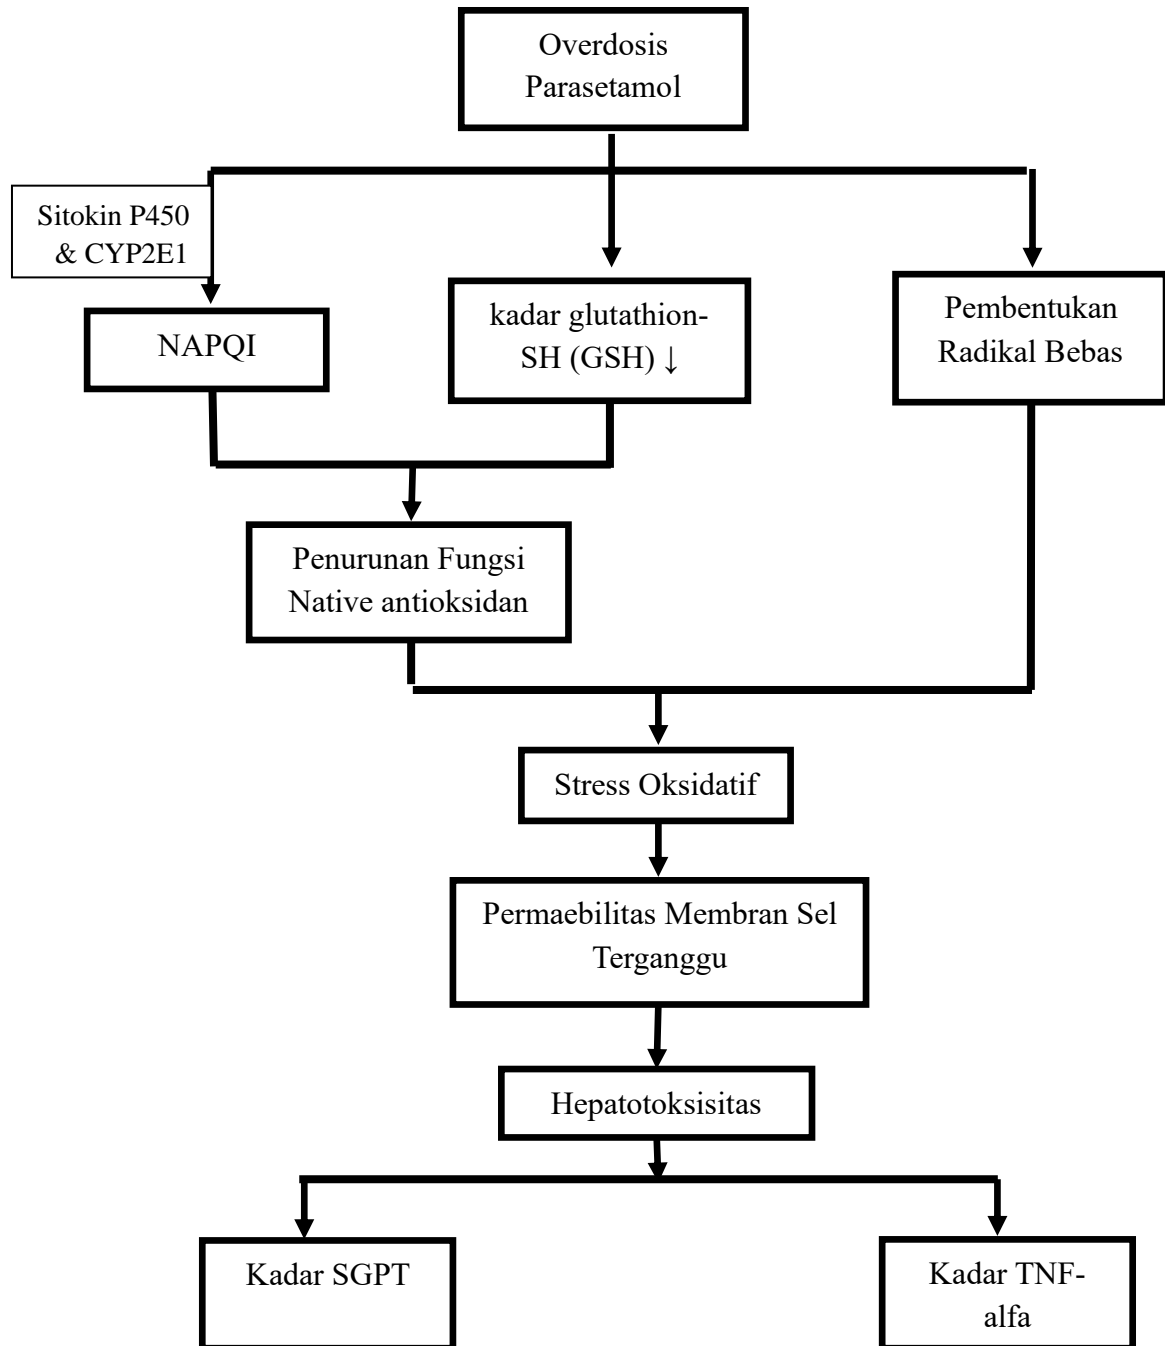 Overdosis
Parasetamol
Sitokin P450
& CYP2E1
NAPQI
kadar glutathion-
SH (GSH) ↓
Pembentukan
Radikal Bebas
Penurunan Fungsi
Native antioksidan
Stress Oksidatif
Permaebilitas Membran Sel
Terganggu
Hepatotoksisitas
Kadar SGPT
Kadar TNF-
alfa